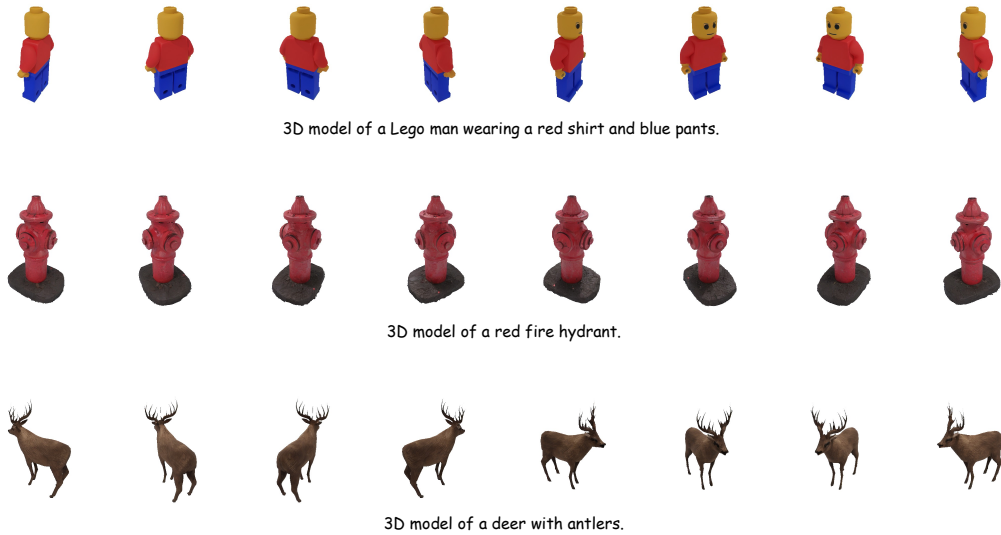 3D model of a Lego man wearing a red shirt and blue pants.
3D model of a red fire hydrant.
3D model of a deer with antlers.